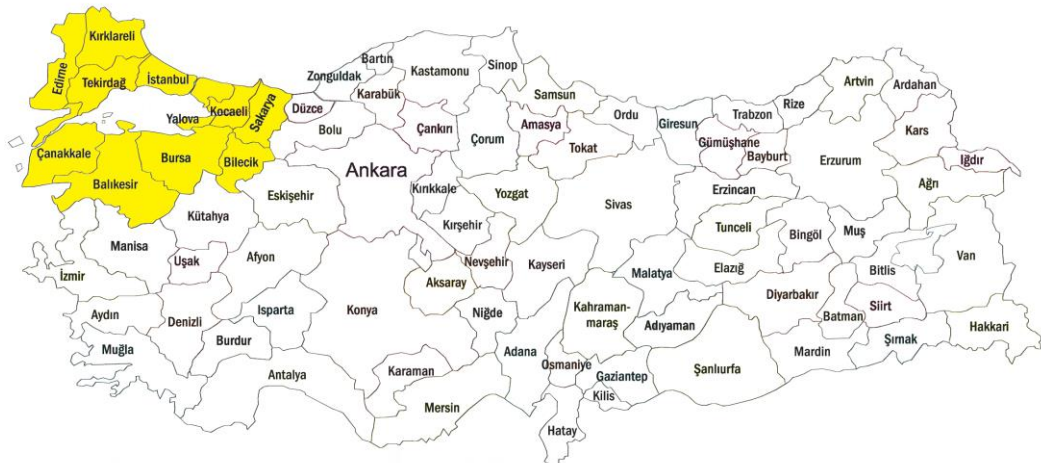 Kırklareli
Edirne
Tekirdağ
İstanbul
Yalova
Kocaeli
Sakarya
Çanakkale
Bursa
Bilecik
Balıkesir
Zonguldak
Bartın
Kastamonu
Sinop
Düzce
Karabük
Bolu
Çankırı
Samsun
Çorum
Amasya
Tokat
Ordu
Giresun
Trabzon
Rize
Artvin
Ardahan
Gümüşhane
Bayburt
Kars
Iğdır
Erzurum
Ağrı
Ankara
Eskişehir
Kütahya
Kırıkkale
Yozgat
Sivas
Erzincan
Tunceli
Bingöl
Muş
Kırşehir
Manisa
Uşak
Afyon
Nevşehir
Kayseri
Malatya
Elazığ
Bitlis
Van
İzmir
Aksaray
Konya
Isparta
Niğde
Kahraman-
maraş
Adıyaman
Diyarbakır
Batman
Siirt
Aydın
Denizli
Burdur
Muğla
Antalya
Karaman
Mersin
Adana
Osmaniye
Gaziantep
Kilis
Hatay
Şanlıurfa
Mardin
Şırnak
Hakkari